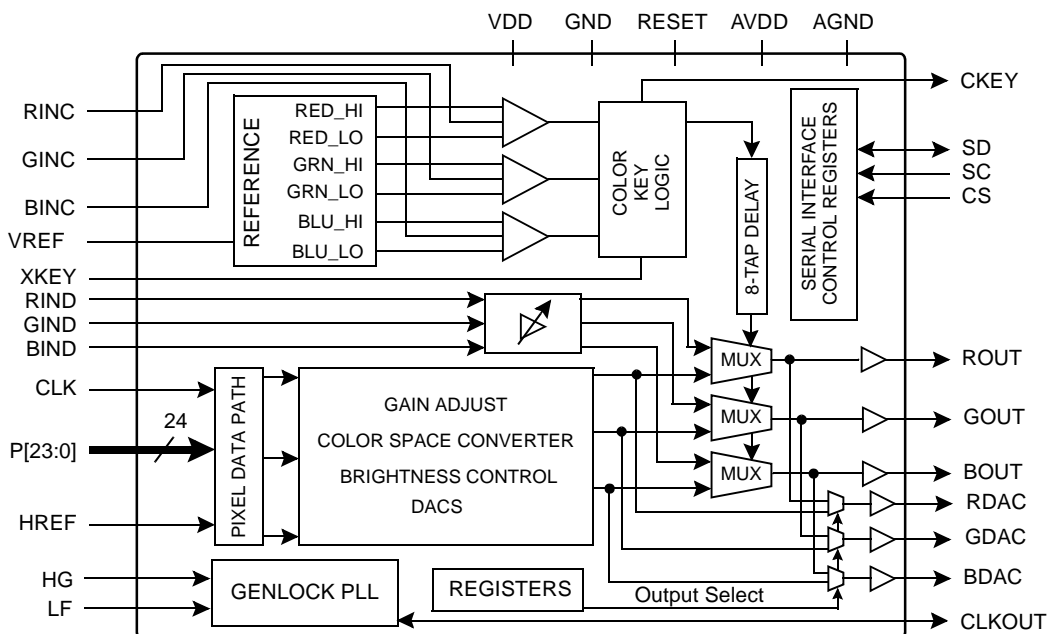 VDD GND RESET AVDD AGND
RINC
GINC
BINC
VREF
XKEY
RIND
GIND
BIND
CLK
P[23:0]
24
HREF
HG
LF
REFERENCE
RED_HI
RED_LO
GRN_HI
GRN_LO
BLU_HI
BLU_LO
COLOR
KEY
LOGIC
8-TAP DELAY
SERIAL INTERFACE
CONTROL REGISTERS
PIXEL DATA PATH
GAIN ADJUST
COLOR SPACE CONVERTER
BRIGHTNESS CONTROL
DACS
MUX
MUX
MUX
GENLOCK PLL
REGISTERS
Output Select
CKEY
SD
SC
CS
ROUT
GOUT
BOUT
RDAC
GDAC
BDAC
CLKOUT